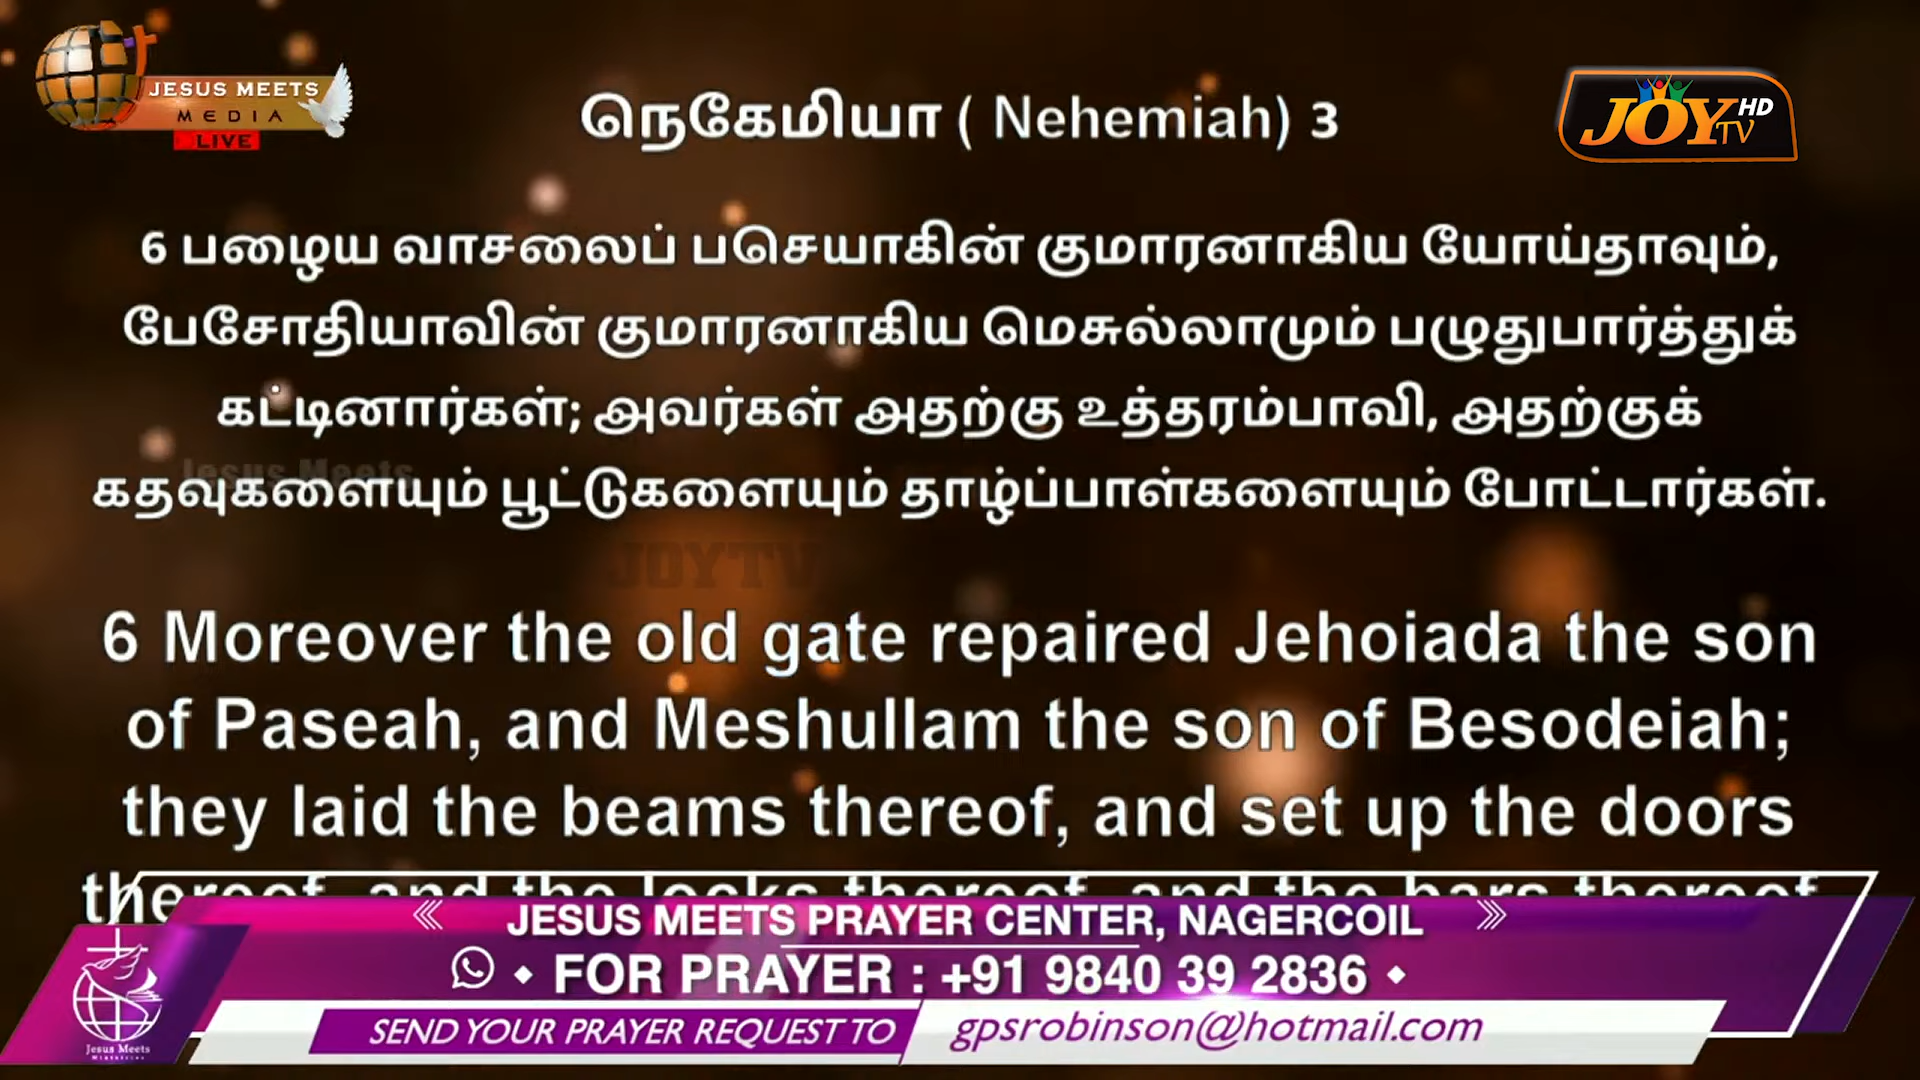 JESUS MEETS
MEDIA
LIVE
நெகேமியா ( Nehemiah) 3
JOY TV HD
6 பழைய வாசலைப் பசெயாகின் குமாரனாகிய யோய்தாவும்,
பேசோதியாவின் குமாரனாகிய மெசுல்லாமும் பழுதுபார்த்துக்
கட்டினார்கள்; அவர்கள் அதற்கு உத்தரம்பாவி, அதற்குக்
Jesus Meets
கதவுகளையும் பூட்டுகளையும் தாழ்ப்பாள்களையும் போட்டார்கள்.
JOYTV
6 Moreover the old gate repaired Jehoiada the son
of Paseah, and Meshullam the son of Besodeiah;
they laid the beams thereof, and set up the doors
thereof, and the locks thereof, and the bars thereof
JESUS MEETS PRAYER CENTER, NAGERCOIL
FOR PRAYER : +91 9840 39 2836
SEND YOUR PRAYER REQUEST TO gpsrobinson@hotmail.com
Jesus Meets
Ministries